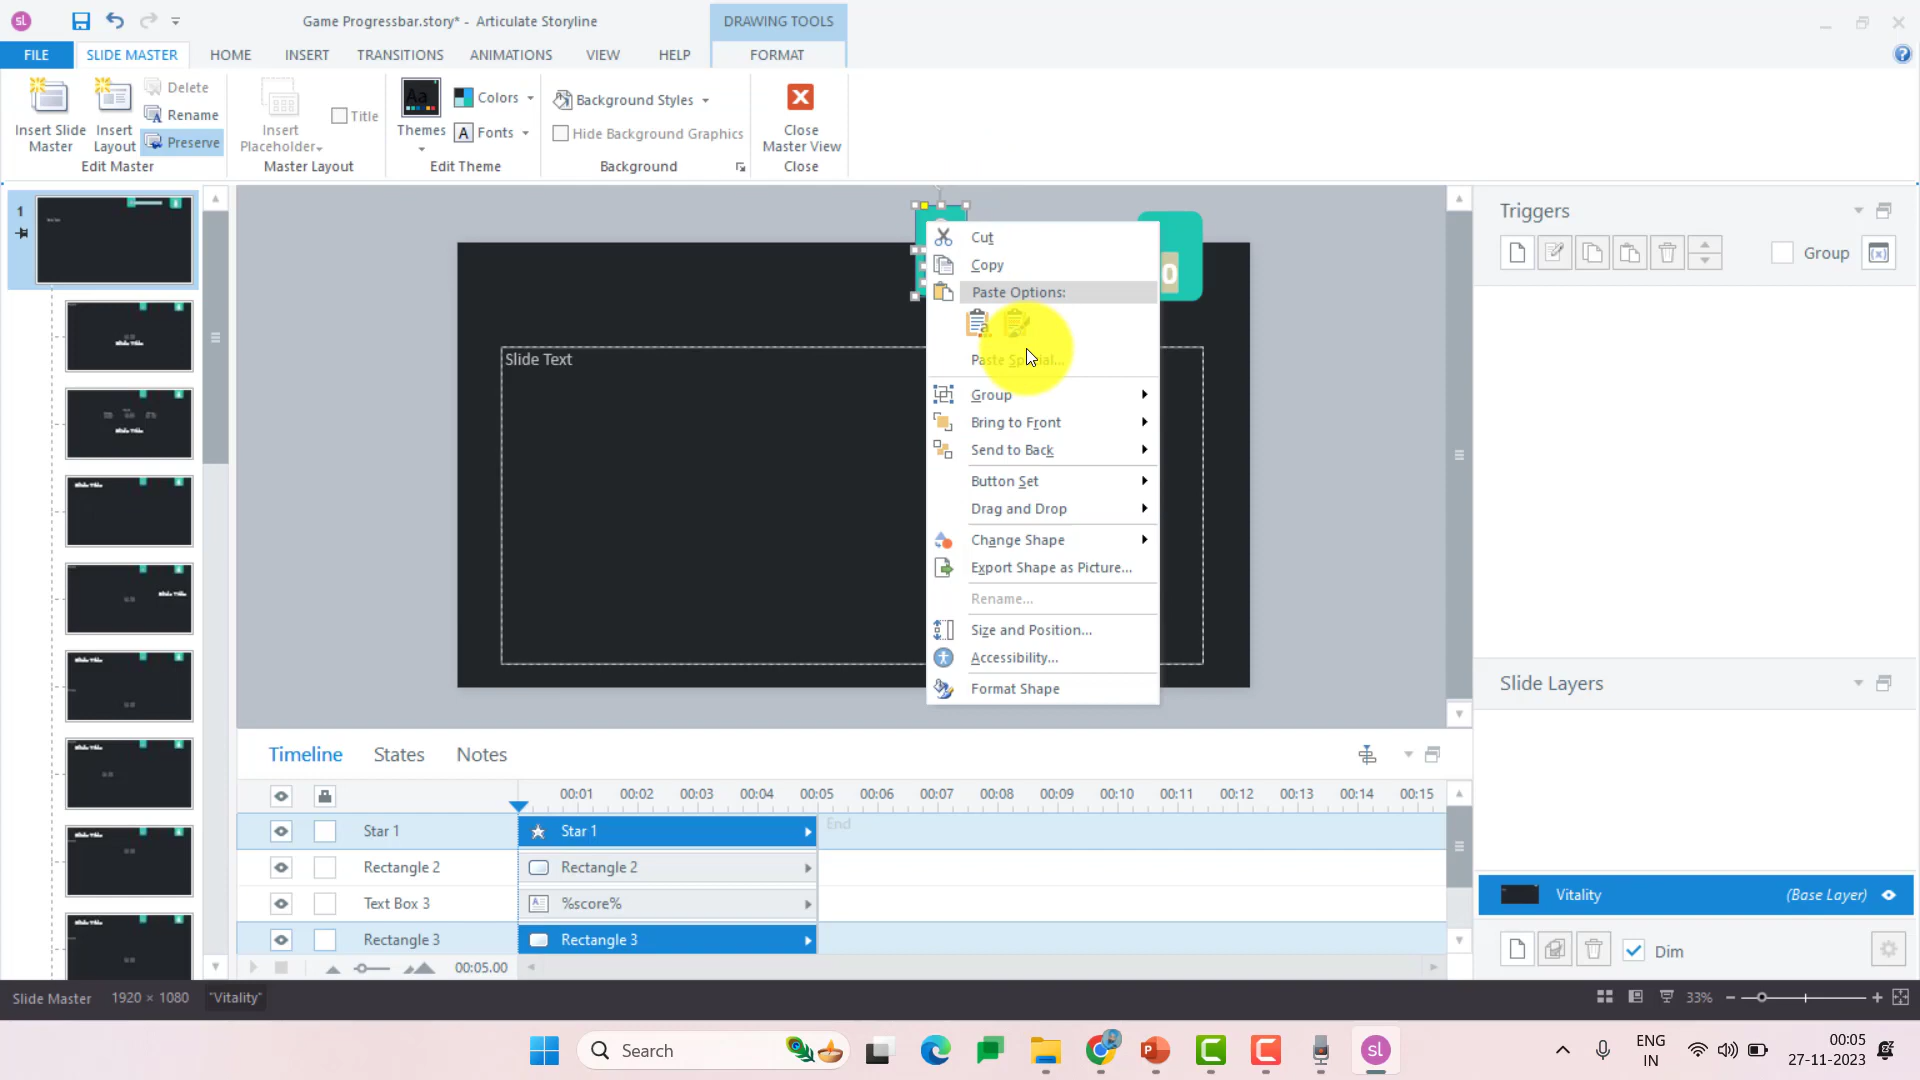 Game Progressbar.story* - Articulate Storyline
DRAWING TOOLS
FILE SLIDE MASTER HOME INSERT TRANSITIONS ANIMATIONS VIEW HELP FORMAT
Insert Slide Master
Insert Layout
Delete
Rename
Preserve
Edit Master
Insert Placeholder
Title
Master Layout
Aa
Themes
Colors
Fonts
Edit Theme
Background Styles
Hide Background Graphics
Background
Close Master View
Close
1
Slide Text
0
Cut
Copy
Paste Options:
Paste Special...
Group
Bring to Front
Send to Back
Button Set
Drag and Drop
Change Shape
Export Shape as Picture...
Rename...
Size and Position...
Accessibility...
Format Shape
Triggers
Group
(x)
Slide Layers
Vitality (Base Layer)
Dim
Timeline States Notes
00:01 00:02 00:03 00:04 00:05 00:06 00:07 00:08 00:09 00:10 00:11 00:12 00:13 00:14 00:15
Star 1 Star 1 End
Rectangle 2 Rectangle 2
Text Box 3 %score%
Rectangle 3 Rectangle 3
00:05.00
Slide Master 1920 × 1080 "Vitality" 33%
Search
ENG
IN
00:05
27-11-2023